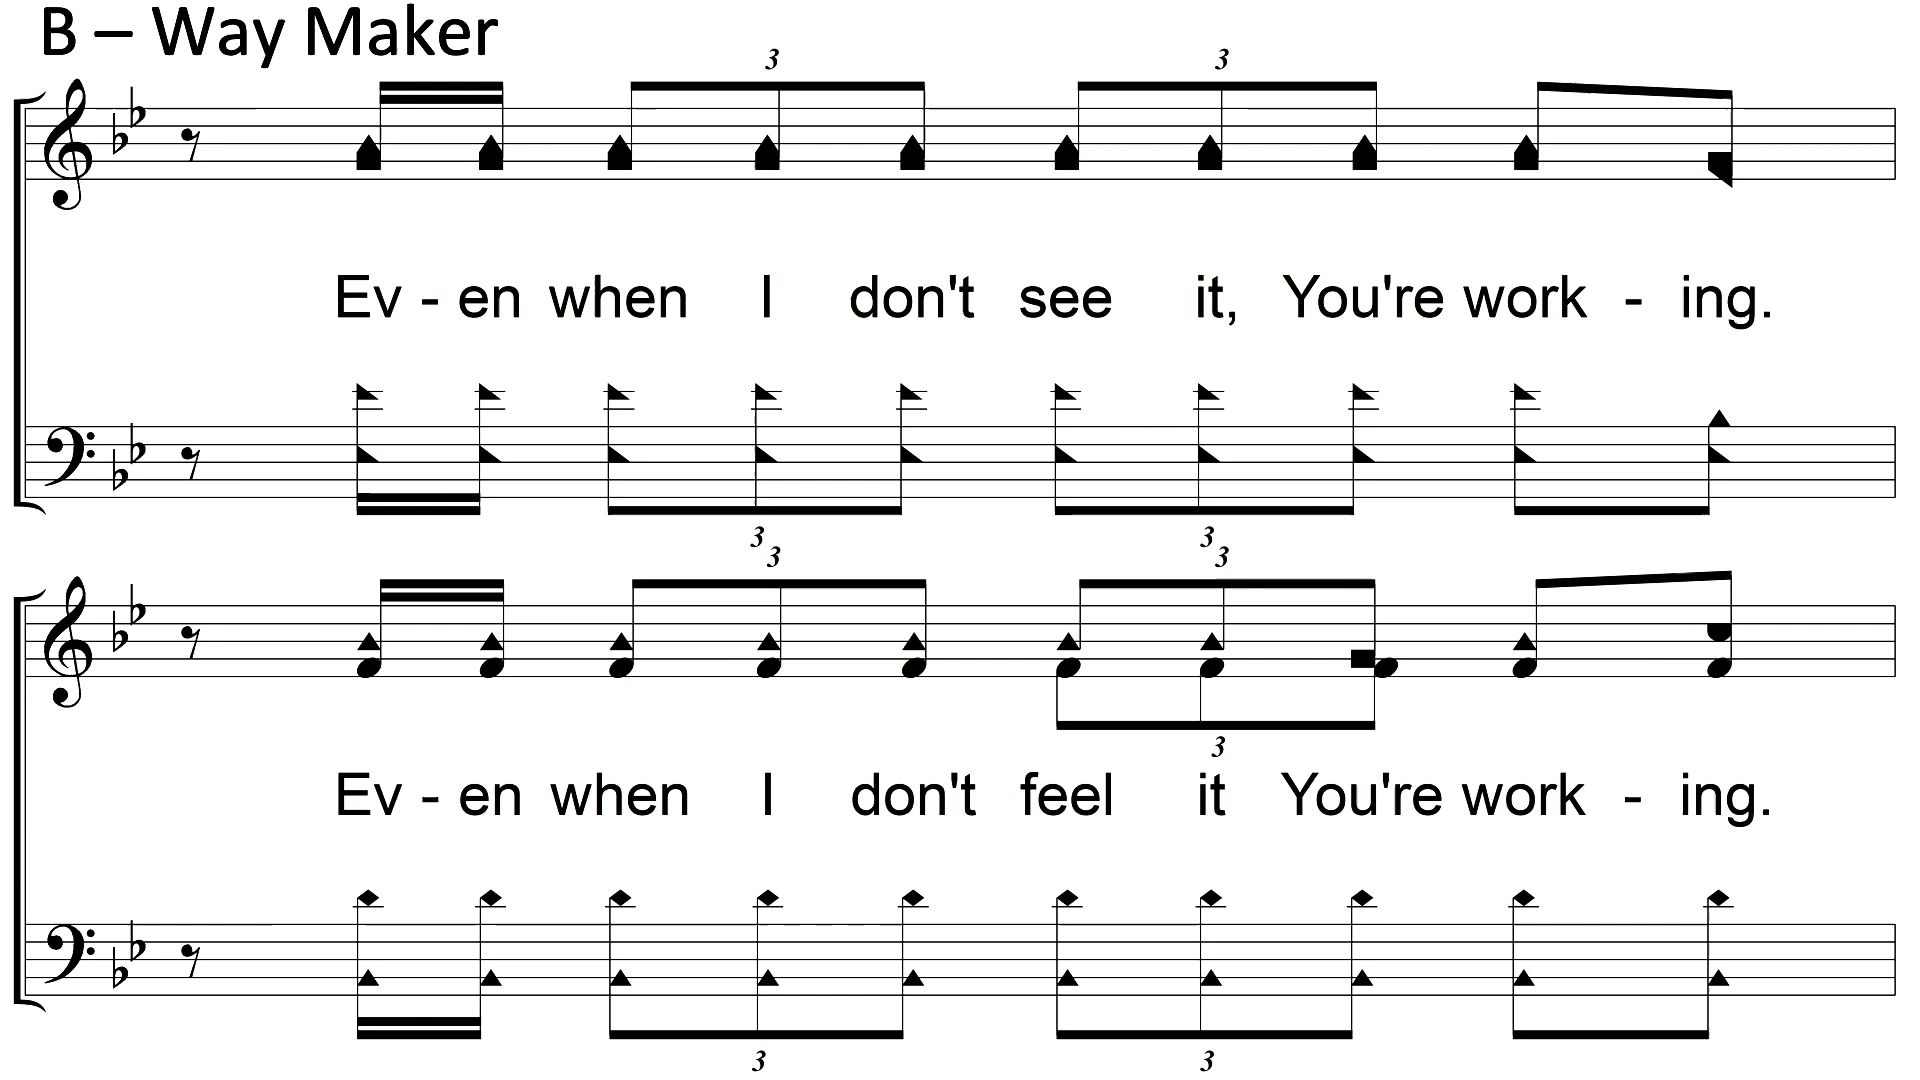 B – Way Maker
3 3
Ev - en when I don't see it, You're work - ing.
3 3
3 3
3
Ev - en when I don't feel it You're work - ing.
3 3